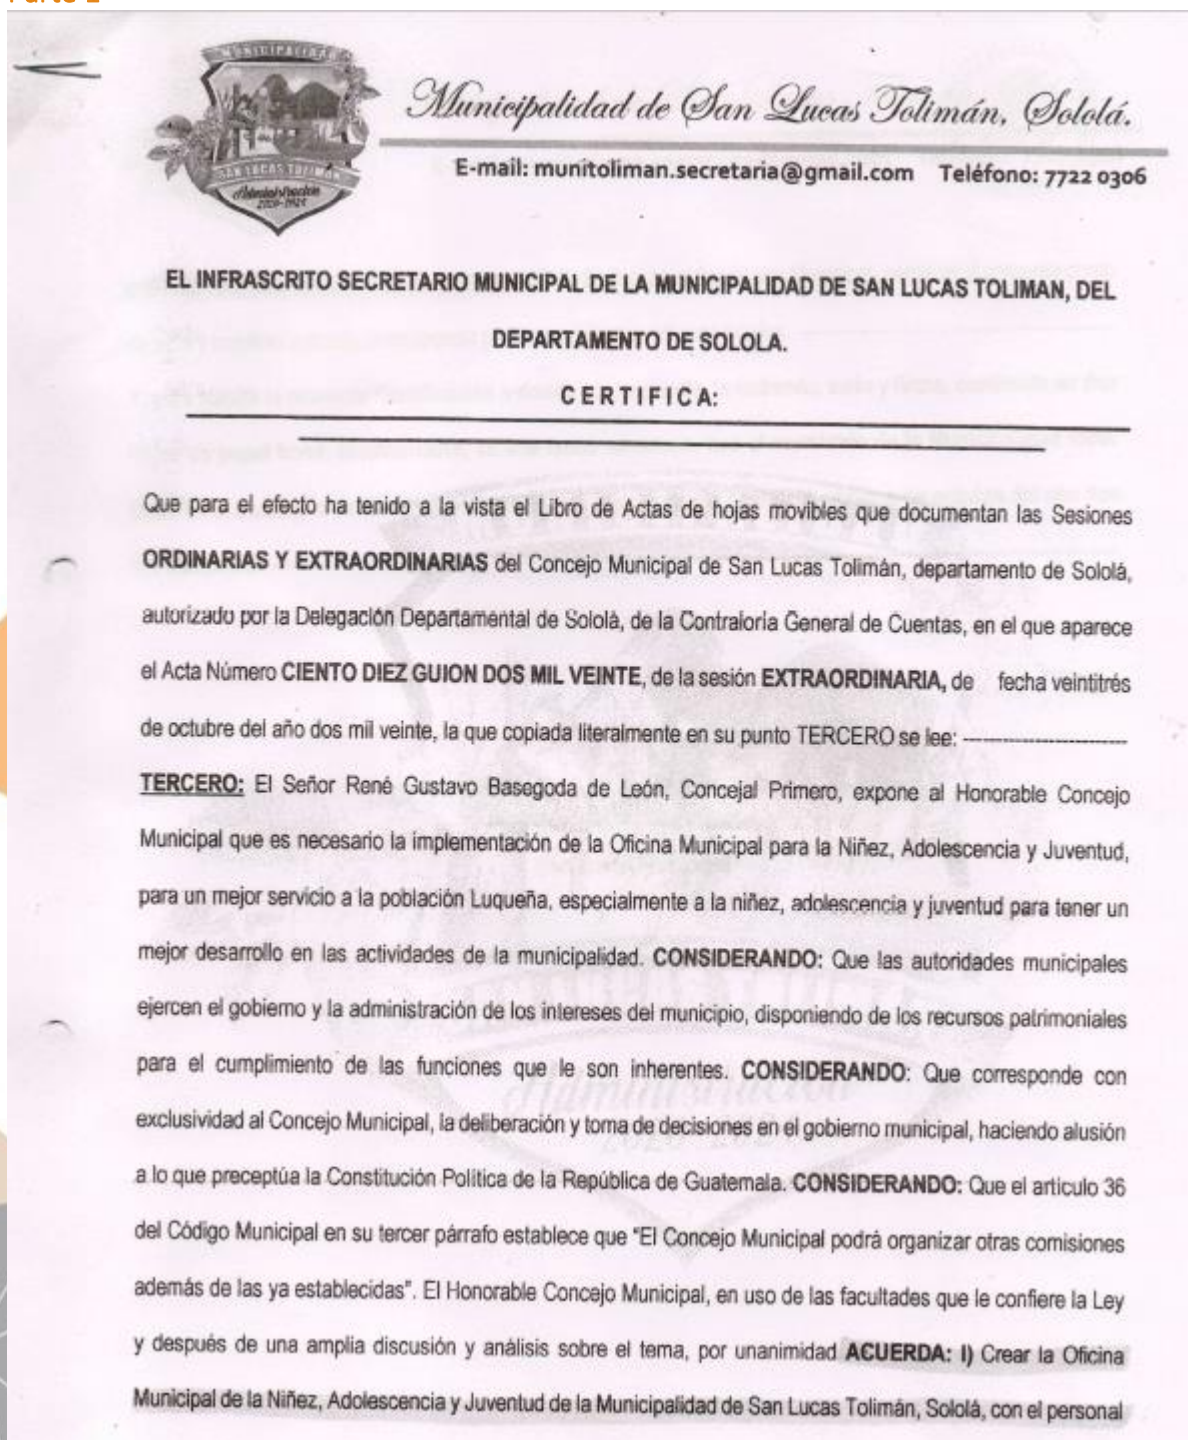 MUNICIPALIDAD
SAN LUCAS TOLIMÁN
Administración
2020-2024
Municipalidad de San Lucas Tolimán, Sololá.
E-mail: munitoliman.secretaria@gmail.com Teléfono: 7722 0306
EL INFRASCRITO SECRETARIO MUNICIPAL DE LA MUNICIPALIDAD DE SAN LUCAS TOLIMAN, DEL
DEPARTAMENTO DE SOLOLA.
CERTIFICA:
Que para el efecto ha tenido a la vista el Libro de Actas de hojas movibles que documentan las Sesiones
ORDINARIAS Y EXTRAORDINARIAS del Concejo Municipal de San Lucas Tolimán, departamento de Sololá,
autorizado por la Delegación Departamental de Sololá, de la Contraloría General de Cuentas, en el que aparece
el Acta Número CIENTO DIEZ GUION DOS MIL VEINTE, de la sesión EXTRAORDINARIA, de fecha veintitrés
de octubre del año dos mil veinte, la que copiada literalmente en su punto TERCERO se lee: ------------------------
TERCERO: El Señor René Gustavo Basegoda de León, Concejal Primero, expone al Honorable Concejo
Municipal que es necesario la implementación de la Oficina Municipal para la Niñez, Adolescencia y Juventud,
para un mejor servicio a la población Luqueña, especialmente a la niñez, adolescencia y juventud para tener un
mejor desarrollo en las actividades de la municipalidad. CONSIDERANDO: Que las autoridades municipales
ejercen el gobierno y la administración de los intereses del municipio, disponiendo de los recursos patrimoniales
para el cumplimiento de las funciones que le son inherentes. CONSIDERANDO: Que corresponde con
exclusividad al Concejo Municipal, la deliberación y toma de decisiones en el gobierno municipal, haciendo alusión
a lo que preceptúa la Constitución Política de la República de Guatemala. CONSIDERANDO: Que el articulo 36
del Código Municipal en su tercer párrafo establece que "El Concejo Municipal podrá organizar otras comisiones
además de las ya establecidas". El Honorable Concejo Municipal, en uso de las facultades que le confiere la Ley
y después de una amplia discusión y análisis sobre el tema, por unanimidad ACUERDA: I) Crear la Oficina
Municipal de la Niñez, Adolescencia y Juventud de la Municipalidad de San Lucas Tolimán, Sololá, con el personal